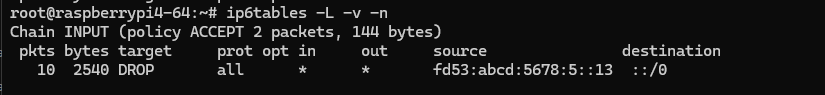 root@raspberrypi4-64:~# ip6tables -L -v -n
Chain INPUT (policy ACCEPT 2 packets, 144 bytes)
 pkts bytes target     prot opt in     out     source               destination
   10  2540 DROP       all      *      *       fd53:abcd:5678:5::13  ::/0